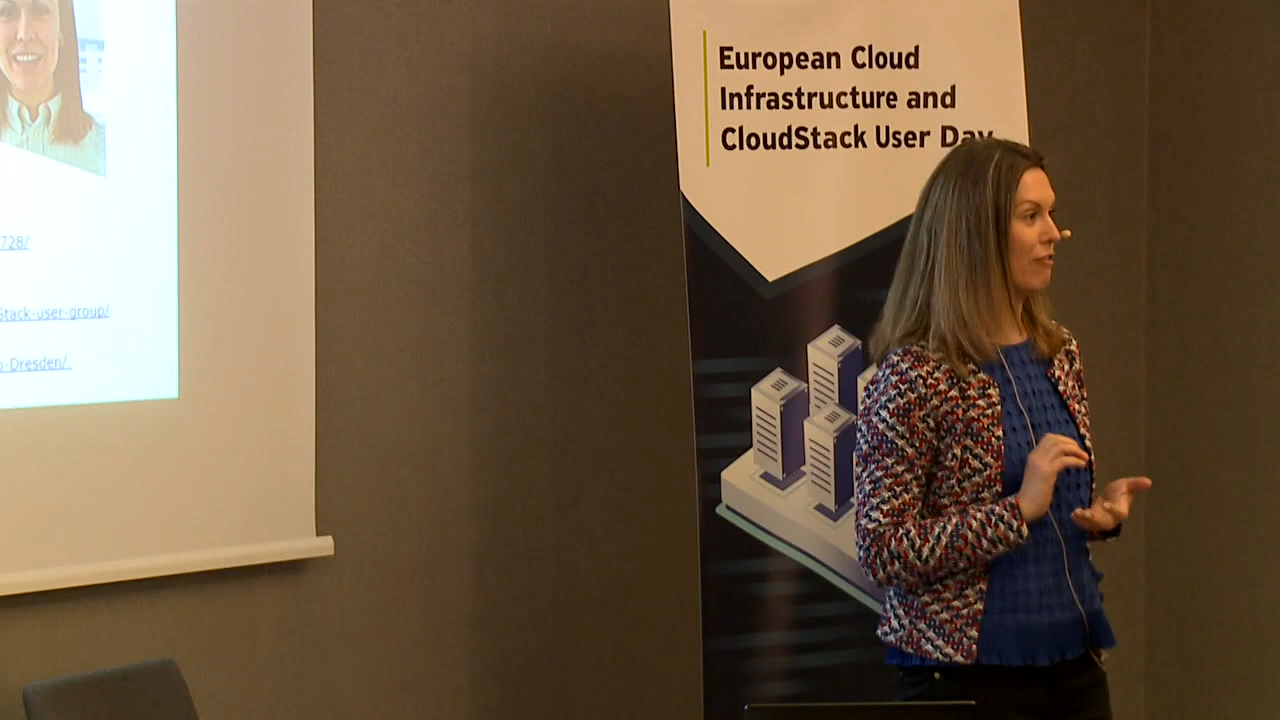 728/
Stack-user-group/
-Dresden/
European Cloud
Infrastructure and
CloudStack User Day